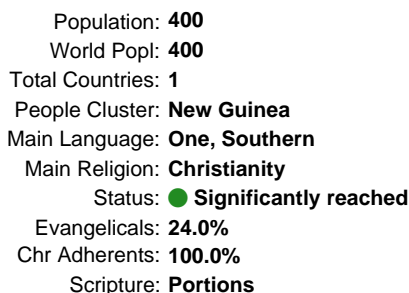 Population: 400
World Popl: 400
Total Countries: 1
People Cluster: New Guinea
Main Language: One, Southern
Main Religion: Christianity
Status: Significantly reached
Evangelicals: 24.0%
Chr Adherents: 100.0%
Scripture: Portions